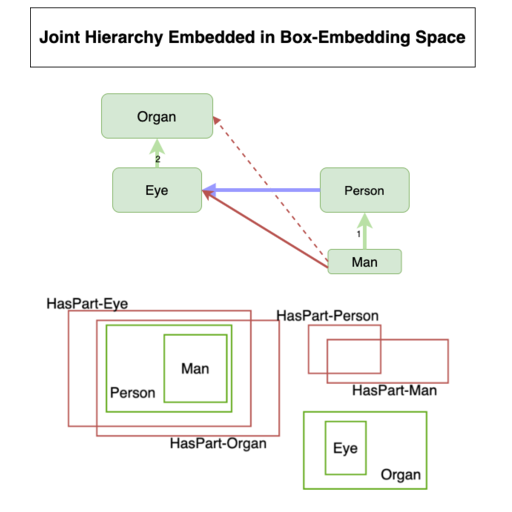 Joint Hierarchy Embedded in Box-Embedding Space
Organ
2
Eye
Person
1
Man
HasPart-Eye
HasPart-Person
Man
Person
HasPart-Man
HasPart-Organ
Eye
Organ